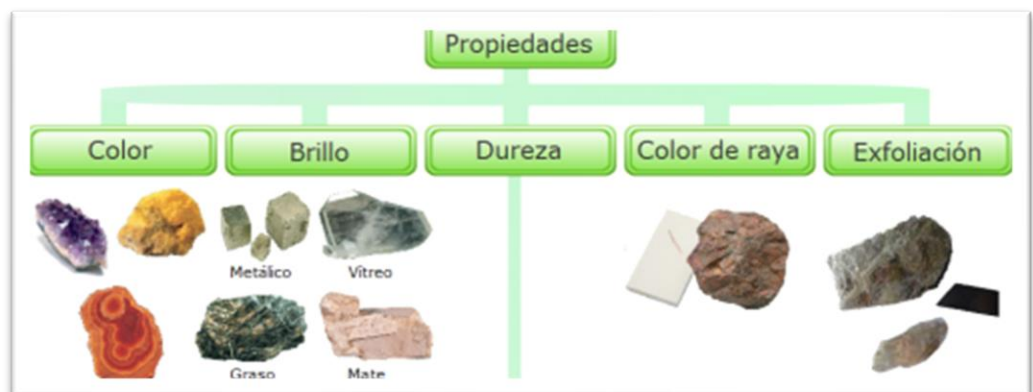 Propiedades
Color
Brillo
Dureza
Color de raya
Exfoliación
Metálico
Vítreo
Graso
Mate